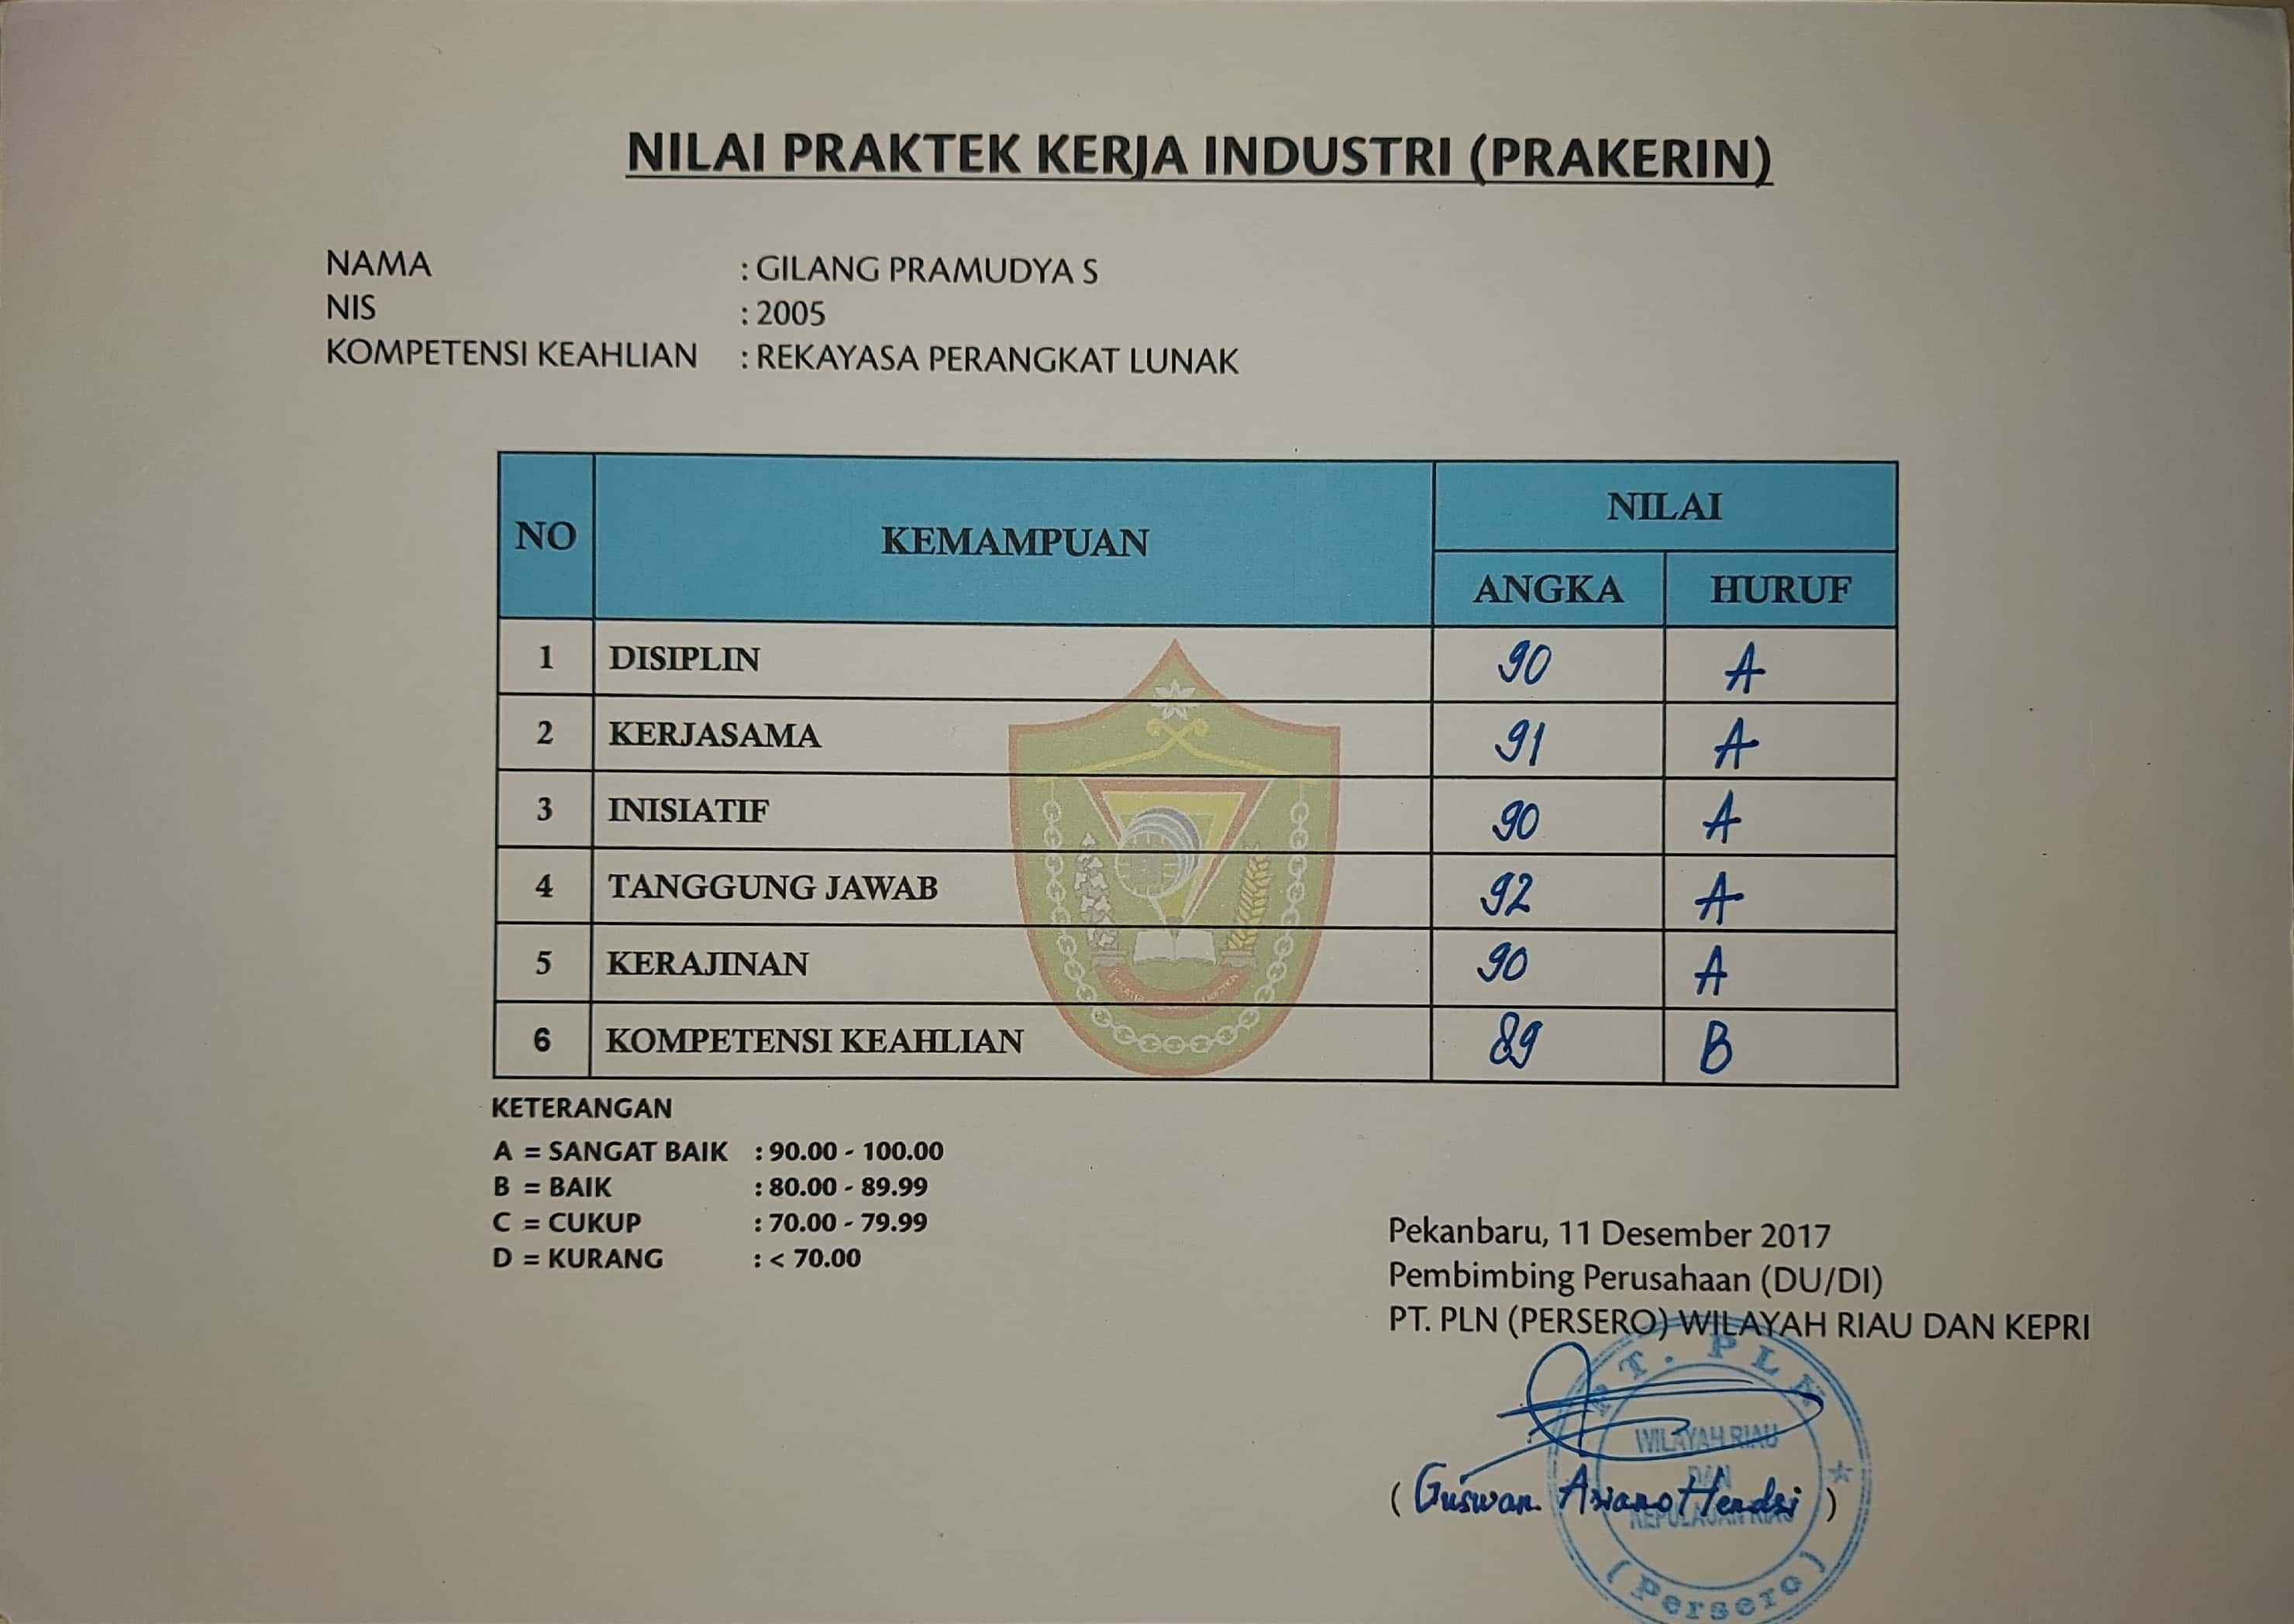 NILAI PRAKTEK KERJA INDUSTRI (PRAKERIN)
NAMA : GILANG PRAMUDYA S
NIS : 2005
KOMPETENSI KEAHLIAN : REKAYASA PERANGKAT LUNAK
NO KEMAMPUAN NILAI
ANGKA HURUF
1 DISIPLIN 90 A
2 KERJASAMA 91 A
3 INISIATIF 90 A
4 TANGGUNG JAWAB 92 A
5 KERAJINAN 90 A
6 KOMPETENSI KEAHLIAN 89 B
KETERANGAN
A = SANGAT BAIK : 90.00 - 100.00
B = BAIK : 80.00 - 89.99
C = CUKUP : 70.00 - 79.99
D = KURANG : < 70.00
Pekanbaru, 11 Desember 2017
Pembimbing Perusahaan (DU/DI)
PT. PLN (PERSERO) WILAYAH RIAU DAN KEPRI
PT. PLN
WILAYAH RIAU
DAN
KEPULAUAN RIAU
(Persero)
(Guswan Hendri)